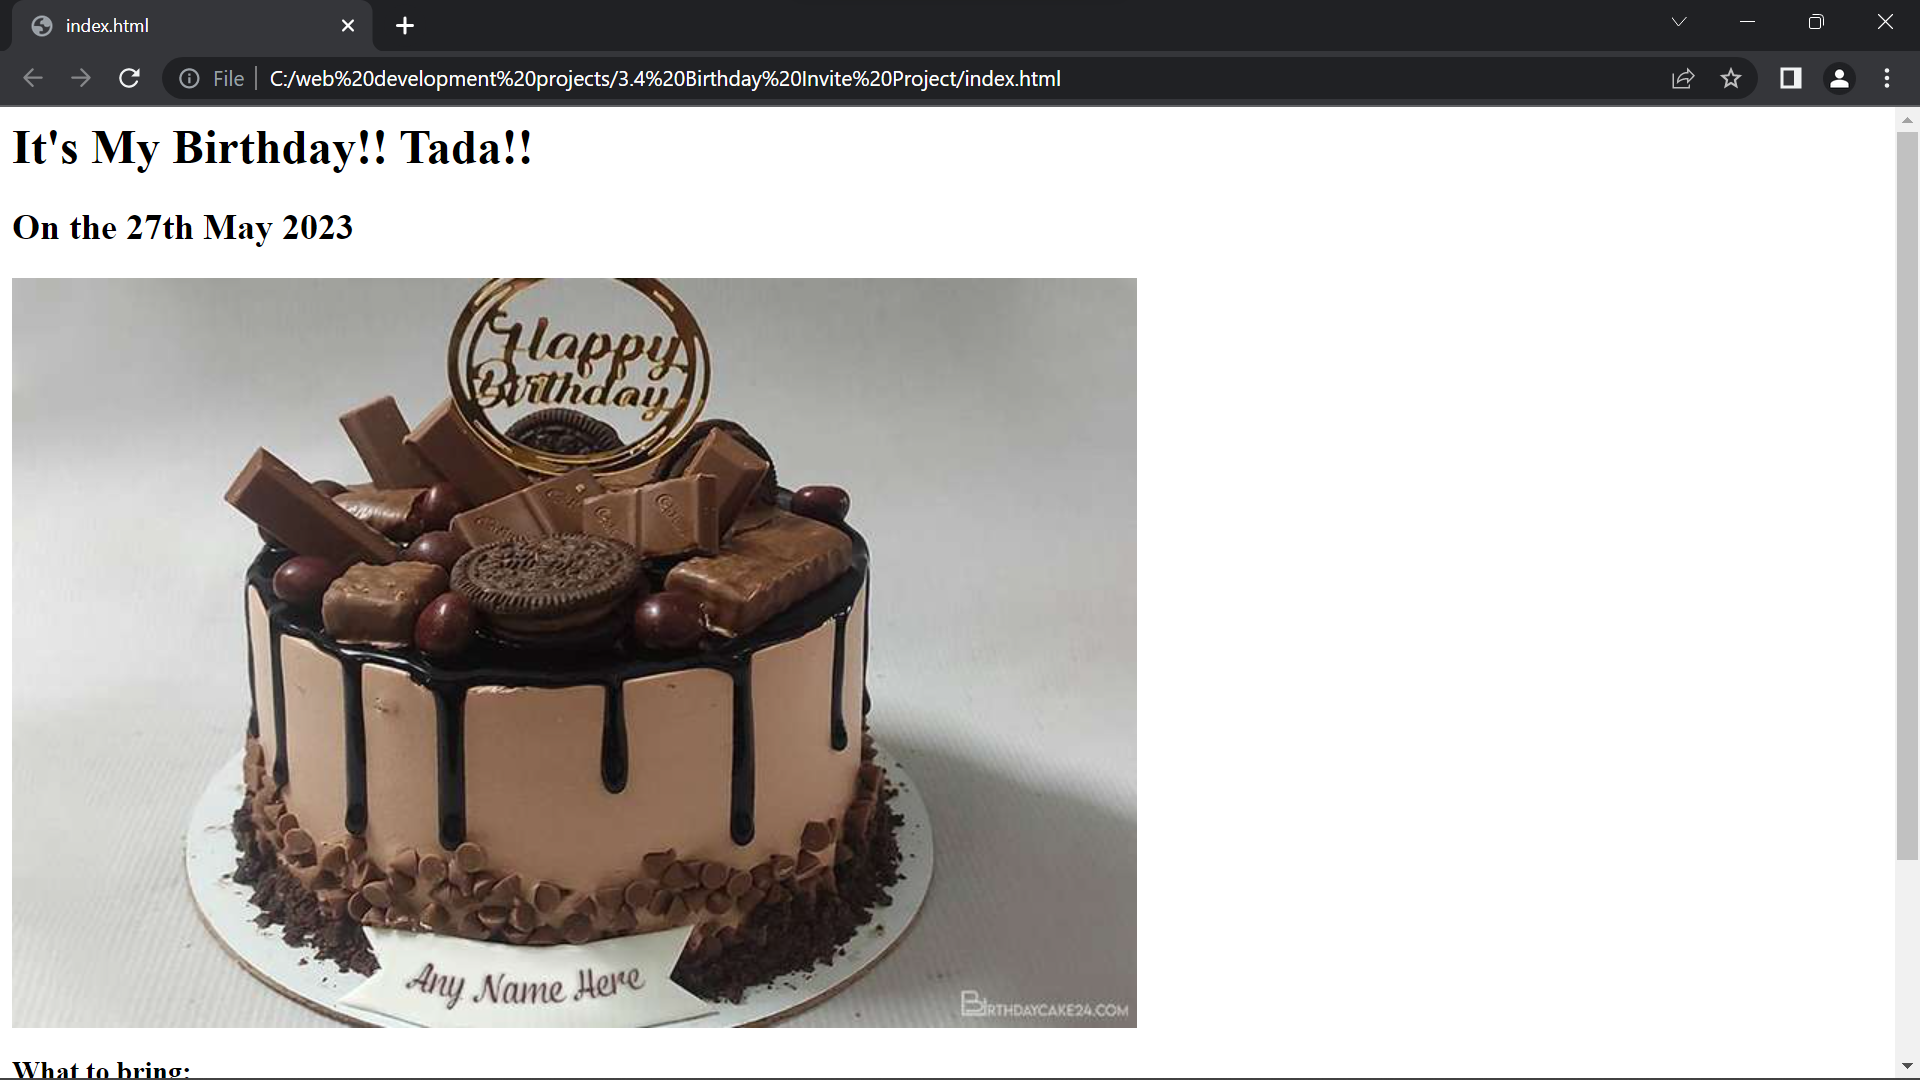 index.html
File
C:/web%20development%20projects/3.4%20Birthday%20Invite%20Project/index.html
It's My Birthday!! Tada!!
On the 27th May 2023
Happy
Birthday
Any Name Here
BIRTHDAYCAKE24.COM
What to bring: